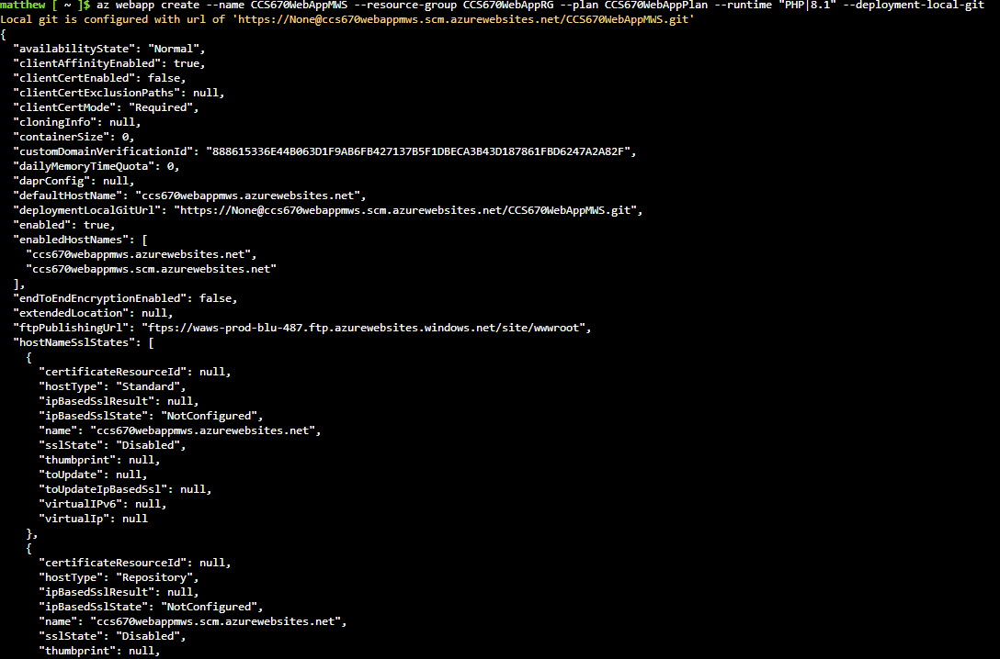 matthew [ ~ ]$ az webapp create --name CCS670WebAppMWS --resource-group CCS670WebAppRG --plan CCS670WebAppPlan --runtime "PHP|8.1" --deployment-local-git
Local git is configured with url of 'https://None@ccs670webappmws.scm.azurewebsites.net/CCS670WebAppMWS.git'
{
  "availabilityState": "Normal",
  "clientAffinityEnabled": true,
  "clientCertEnabled": false,
  "clientCertExclusionPaths": null,
  "clientCertMode": "Required",
  "cloningInfo": null,
  "containerSize": 0,
  "customDomainVerificationId": "888615336E44B063D1F9AB6FB427137B5F1DBECA3B43D187861FBD6247A2A82F",
  "dailyMemoryTimeQuota": 0,
  "daprConfig": null,
  "defaultHostName": "ccs670webappmws.azurewebsites.net",
  "deploymentLocalGitUrl": "https://None@ccs670webappmws.scm.azurewebsites.net/CCS670WebAppMWS.git",
  "enabled": true,
  "enabledHostNames": [
    "ccs670webappmws.azurewebsites.net",
    "ccs670webappmws.scm.azurewebsites.net"
  ],
  "endToEndEncryptionEnabled": false,
  "extendedLocation": null,
  "ftpPublishingUrl": "ftps://waws-prod-blu-487.ftp.azurewebsites.windows.net/site/wwwroot",
  "hostNameSslStates": [
    {
      "certificateResourceId": null,
      "hostType": "Standard",
      "ipBasedSslResult": null,
      "ipBasedSslState": "NotConfigured",
      "name": "ccs670webappmws.azurewebsites.net",
      "sslState": "Disabled",
      "thumbprint": null,
      "toUpdate": null,
      "toUpdateIpBasedSsl": null,
      "virtualIPv6": null,
      "virtualIp": null
    },
    {
      "certificateResourceId": null,
      "hostType": "Repository",
      "ipBasedSslResult": null,
      "ipBasedSslState": "NotConfigured",
      "name": "ccs670webappmws.scm.azurewebsites.net",
      "sslState": "Disabled",
      "thumbprint": null,